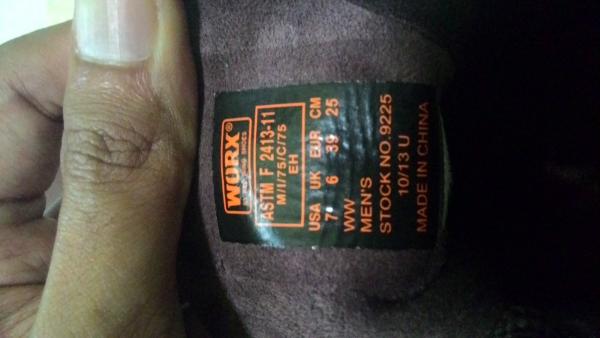 WORX®
SHOES
ASTM F 2413-11
M/I/75/C/75
EH
USA UK EUR CM
7 6 39 25
WW
MEN'S
STOCK NO.9225
10/13 U
MADE IN CHINA